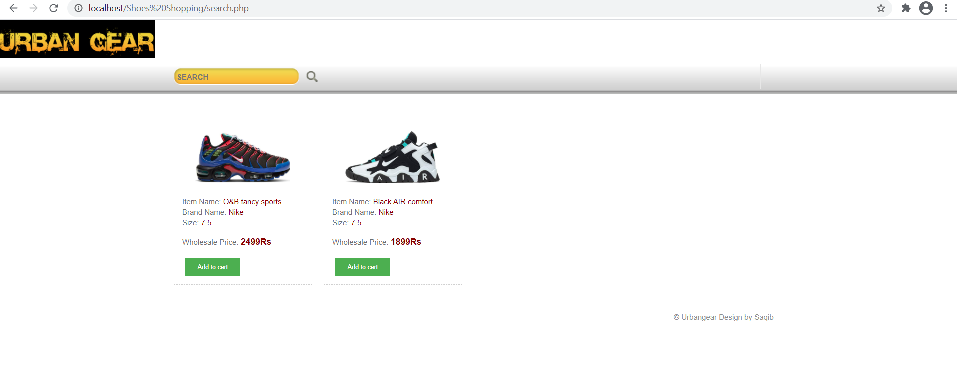 localhost/Shoes%20Shopping/search.php
URBAN GEAR
SEARCH
Item Name: O&B fancy sports
Brand Name: Nike
Size: 7.5
Wholesale Price: 2499Rs
Add to cart
AIR
Item Name: Black AIR comfort
Brand Name: Nike
Size: 7.5
Wholesale Price: 1899Rs
Add to cart
© Urbangear Design by Saqib